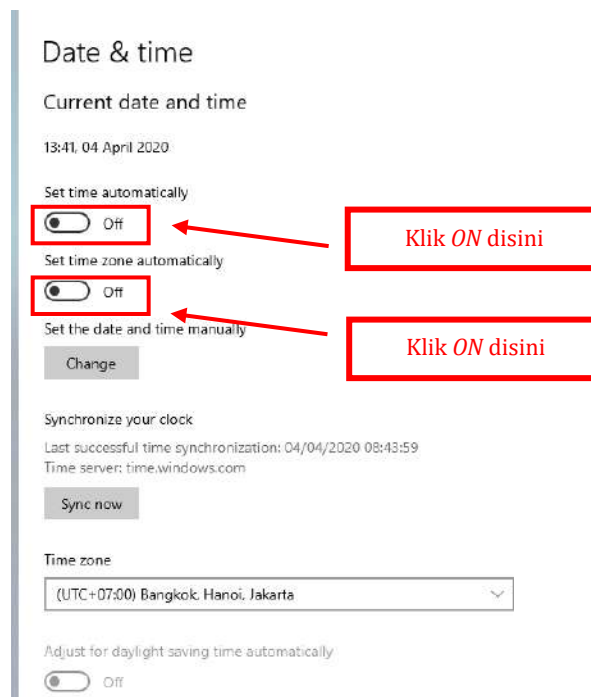 Date & time
Current date and time
13:41, 04 April 2020
Set time automatically
Off
Klik ON disini
Set time zone automatically
Off
Set the date and time manually
Klik ON disini
Change
Synchronize your clock
Last successful time synchronization: 04/04/2020 08:43:59
Time server: time.windows.com
Sync now
Time zone
(UTC+07:00) Bangkok, Hanoi, Jakarta
Adjust for daylight saving time automatically
Off